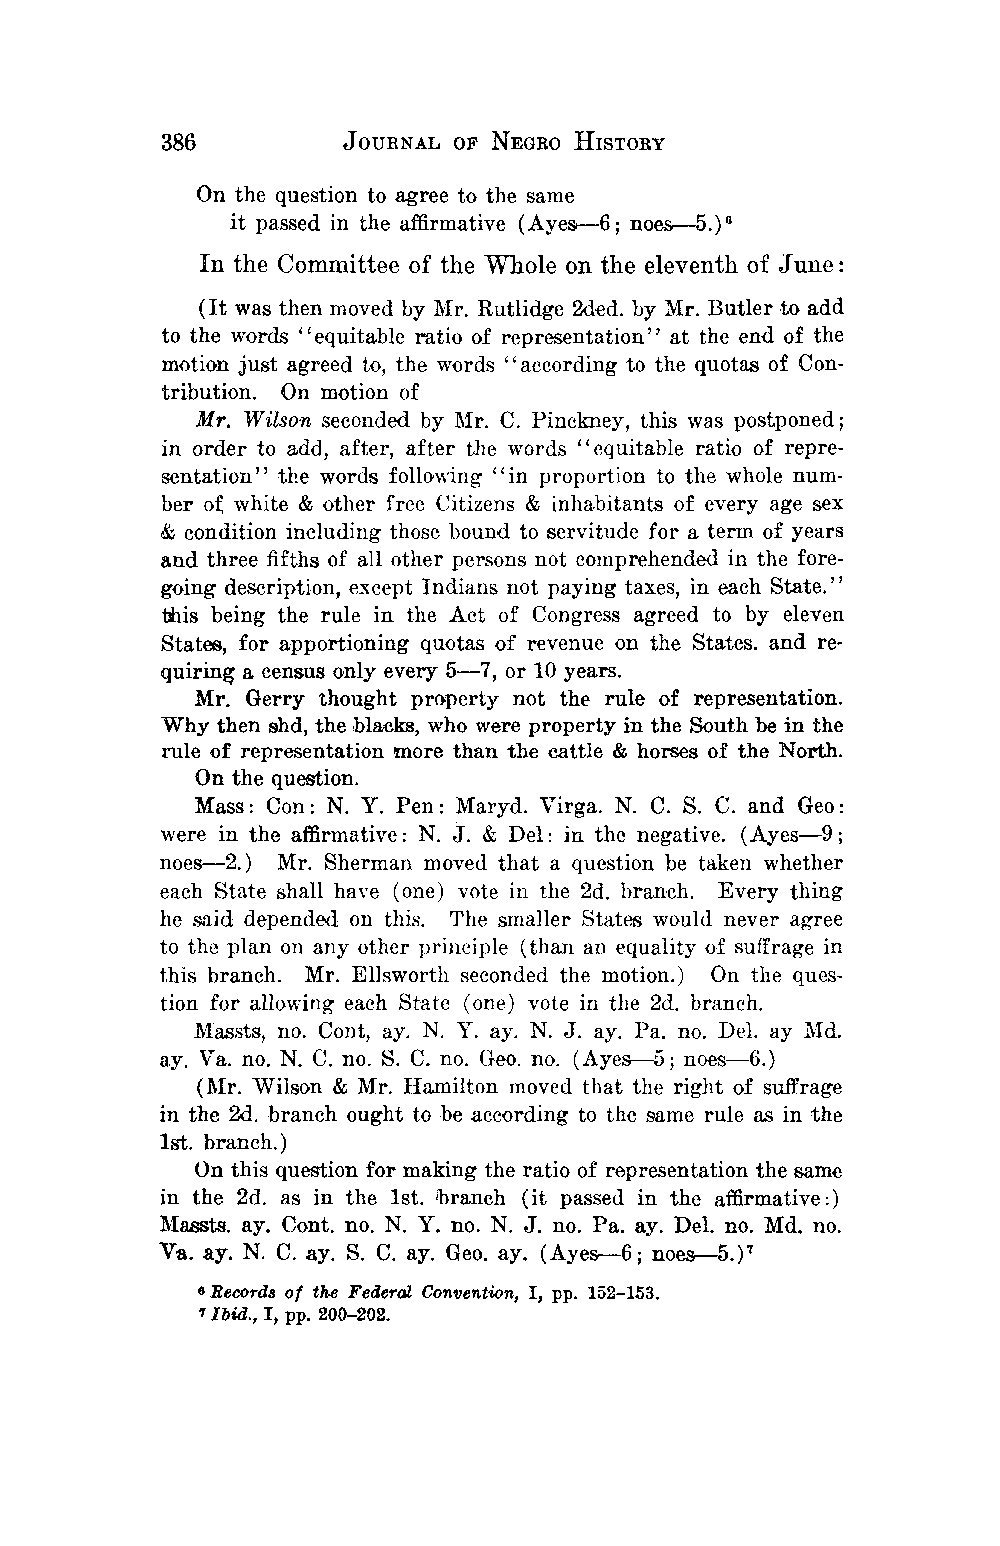 386 JOURNAL OF NEGRO HISTORY
On the question to agree to the same
it passed in the affirmative (Ayes—6; noes—5.)⁶
In the Committee of the Whole on the eleventh of June:
(It was then moved by Mr. Rutlidge 2ded. by Mr. Butler to add
to the words "equitable ratio of representation" at the end of the
motion just agreed to, the words "according to the quotas of Con-
tribution. On motion of
Mr. Wilson seconded by Mr. C. Pinckney, this was postponed;
in order to add, after, after the words "equitable ratio of repre-
sentation" the words following "in proportion to the whole num-
ber of white & other free Citizens & inhabitants of every age sex
& condition including those bound to servitude for a term of years
and three fifths of all other persons not comprehended in the fore-
going description, except Indians not paying taxes, in each State."
this being the rule in the Act of Congress agreed to by eleven
States, for apportioning quotas of revenue on the States. and re-
quiring a census only every 5—7, or 10 years.
Mr. Gerry thought property not the rule of representation.
Why then shd, the blacks, who were property in the South be in the
rule of representation more than the cattle & horses of the North.
On the question.
Mass: Con: N. Y. Pen: Maryd. Virga. N. C. S. C. and Geo:
were in the affirmative: N. J. & Del: in the negative. (Ayes—9;
noes—2.) Mr. Sherman moved that a question be taken whether
each State shall have (one) vote in the 2d. branch. Every thing
he said depended on this. The smaller States would never agree
to the plan on any other principle (than an equality of suffrage in
this branch. Mr. Ellsworth seconded the motion.) On the ques-
tion for allowing each State (one) vote in the 2d. branch.
Massts, no. Cont, ay. N. Y. ay. N. J. ay. Pa. no. Del. ay Md.
ay. Va. no. N. C. no. S. C. no. Geo. no. (Ayes—5; noes—6.)
(Mr. Wilson & Mr. Hamilton moved that the right of suffrage
in the 2d. branch ought to be according to the same rule as in the
1st. branch.)
On this question for making the ratio of representation the same
in the 2d. as in the 1st. branch (it passed in the affirmative:)
Massts. ay. Cont. no. N. Y. no. N. J. no. Pa. ay. Del. no. Md. no.
Va. ay. N. C. ay. S. C. ay. Geo. ay. (Ayes—6; noes—5.)⁷
⁶ Records of the Federal Convention, I, pp. 152–153.
⁷ Ibid., I, pp. 200–202.